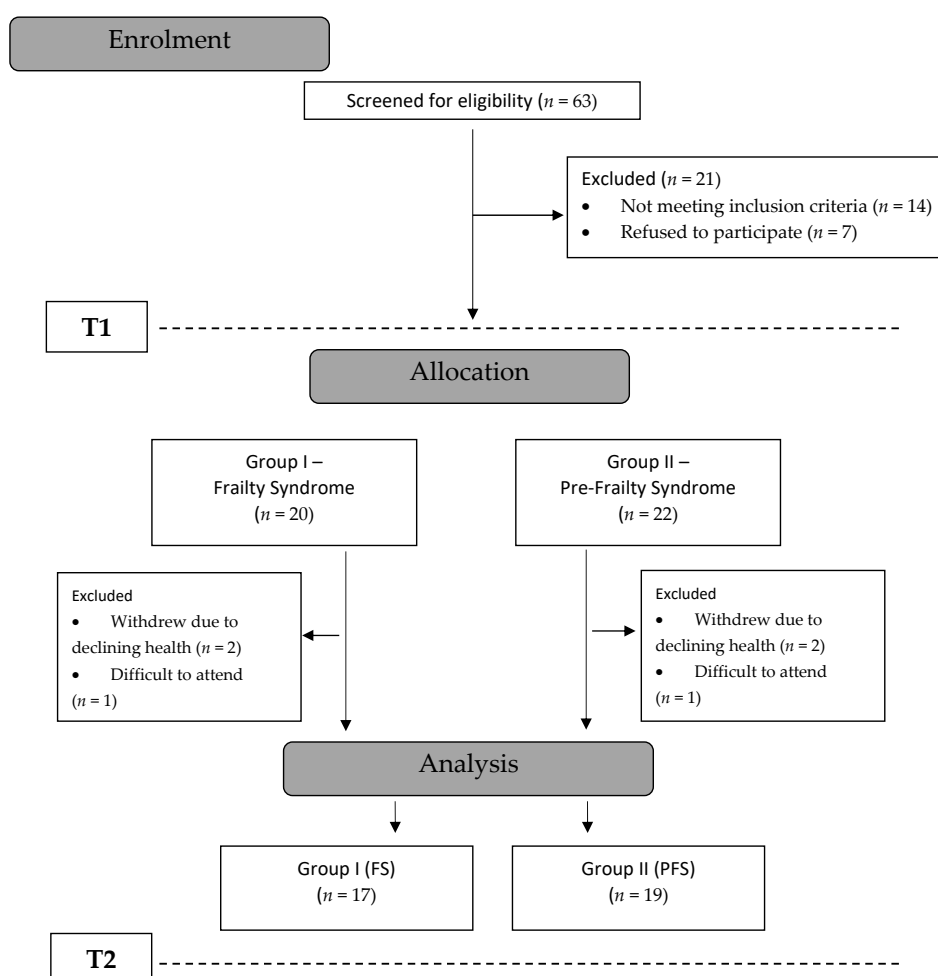 Enrolment
Screened for eligibility (n = 63)
Excluded (n = 21)
• Not meeting inclusion criteria (n = 14)
• Refused to participate (n = 7)
T1
Allocation
Group I –
Frailty Syndrome
(n = 20)
Group II –
Pre-Frailty Syndrome
(n = 22)
Excluded
• Withdrew due to
declining health (n = 2)
• Difficult to attend
(n = 1)
Excluded
• Withdrew due to
declining health (n = 2)
• Difficult to attend
(n = 1)
Analysis
Group I (FS)
(n = 17)
Group II (PFS)
(n = 19)
T2